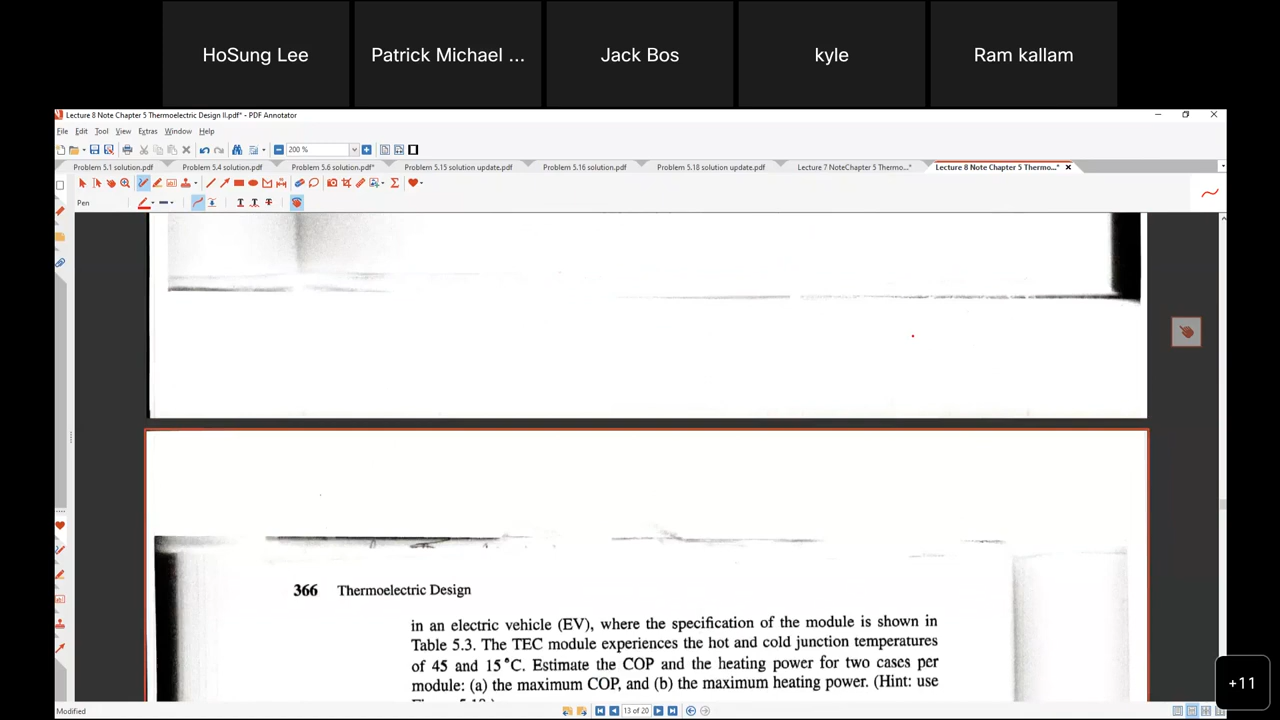 HoSung Lee
Patrick Michael ...
Jack Bos
kyle
Ram kallam
Lecture 8 Note Chapter 5 Thermoelectric Design II.pdf* - PDF Annotator
File Edit Tool View Extras Window Help
200 %
Problem 5.1 solution.pdf
Problem 5.4 solution.pdf
Problem 5.6 solution.pdf*
Problem 5.15 solution update.pdf
Problem 5.16 solution.pdf
Problem 5.18 solution update.pdf
Lecture 7 NoteChapter 5 Thermo...*
Lecture 8 Note Chapter 5 Thermo...*
Pen
366 Thermoelectric Design
in an electric vehicle (EV), where the specification of the module is shown in
Table 5.3. The TEC module experiences the hot and cold junction temperatures
of 45 and 15 °C. Estimate the COP and the heating power for two cases per
module: (a) the maximum COP, and (b) the maximum heating power. (Hint: use
+11
Modified
13 of 20